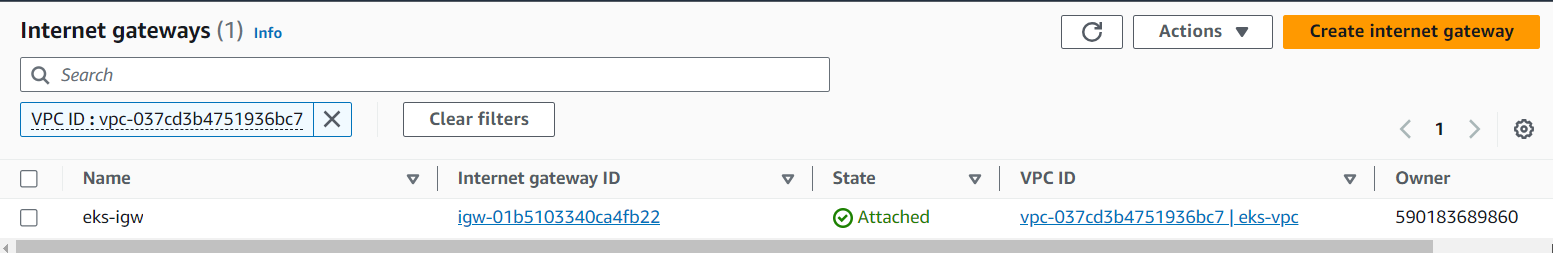 Internet gateways (1) Info
Actions
Create internet gateway
Search
VPC ID : vpc-037cd3b4751936bc7
Clear filters
1
Name Internet gateway ID State VPC ID Owner
eks-igw igw-01b5103340ca4fb22 Attached vpc-037cd3b4751936bc7 | eks-vpc 590183689860